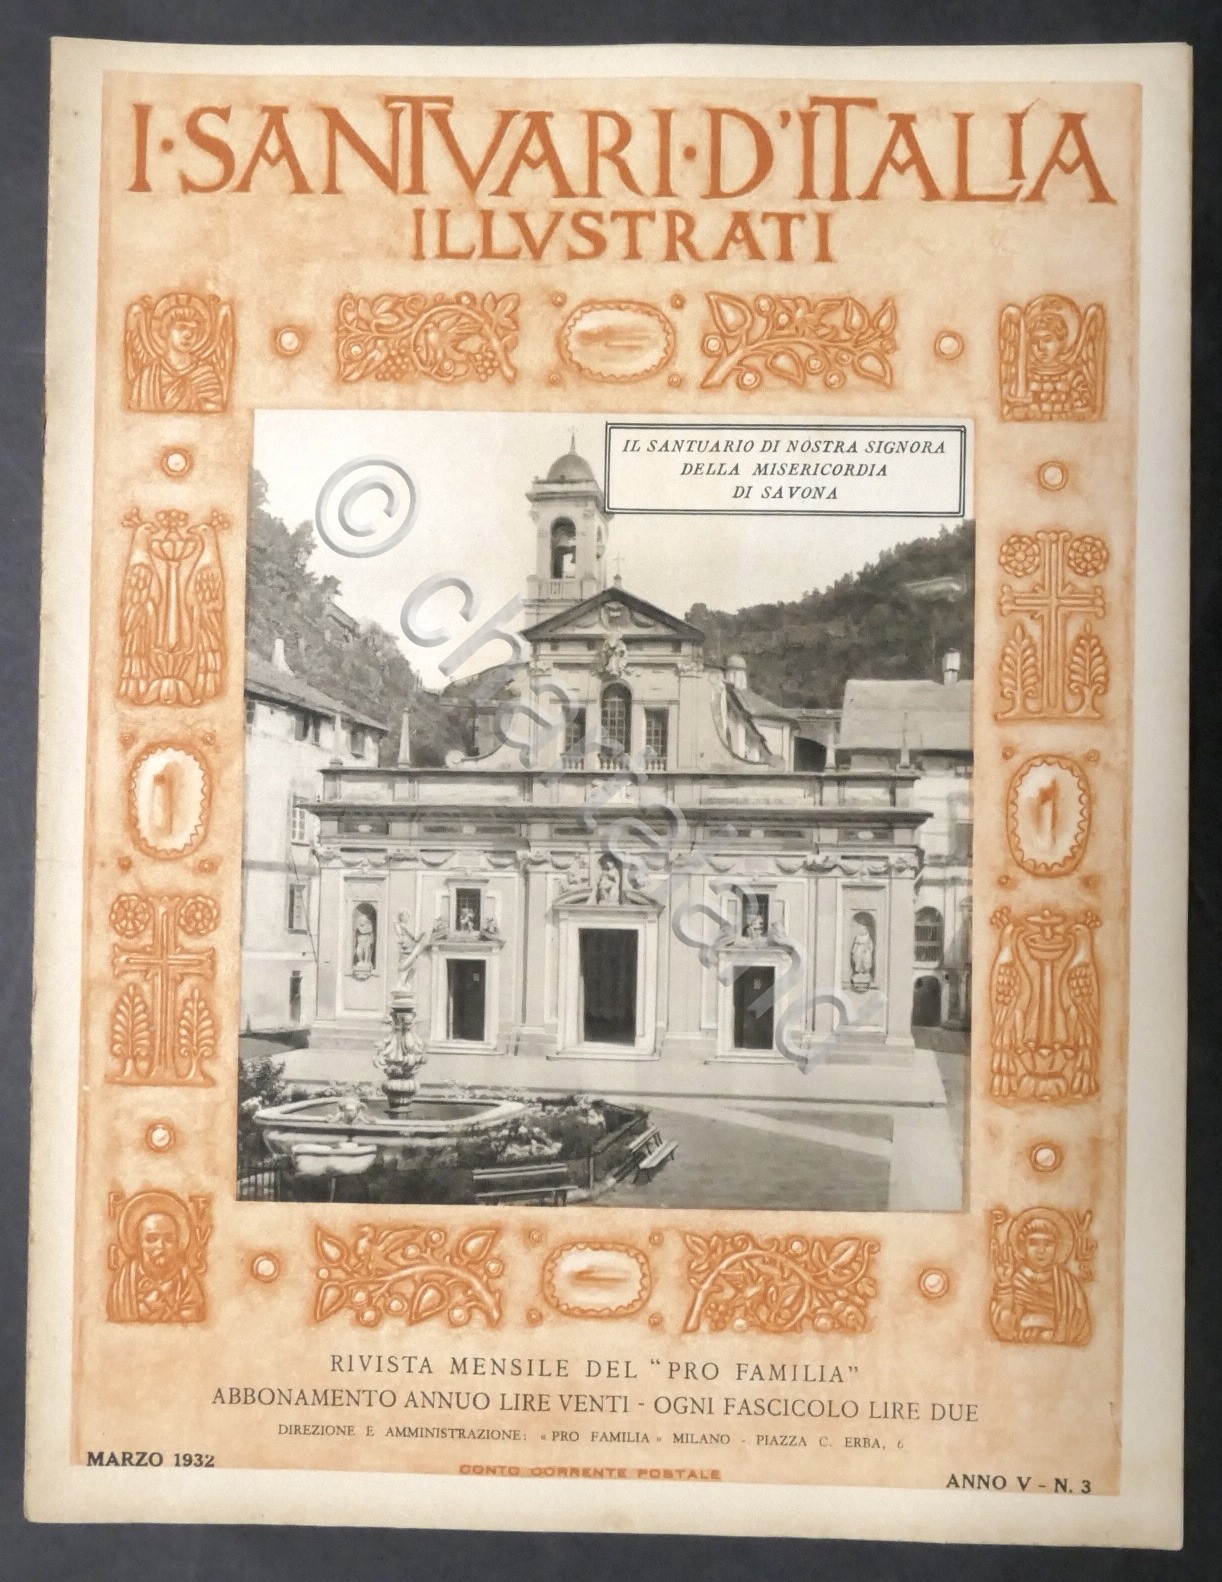 I·SANTVARI·D'ITALIA
ILLVSTRATI
IL SANTUARIO DI NOSTRA SIGNORA
DELLA MISERICORDIA
DI SAVONA
© charta@land
RIVISTA MENSILE DEL "PRO FAMILIA"
ABBONAMENTO ANNUO LIRE VENTI - OGNI FASCICOLO LIRE DUE
DIREZIONE E AMMINISTRAZIONE: « PRO FAMILIA » MILANO - PIAZZA C. ERBA, 6
MARZO 1932
CONTO CORRENTE POSTALE
ANNO V - N. 3